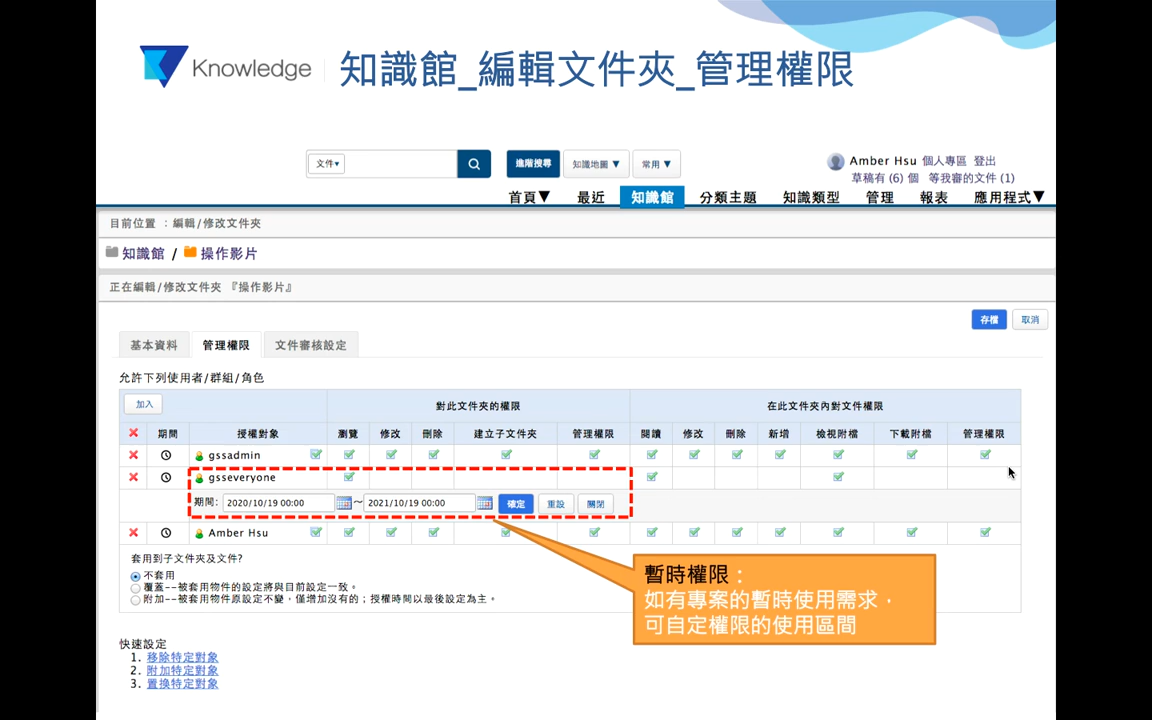 Knowledge 知識館_編輯文件夾_管理權限
文件▾ 進階搜尋 知識地圖▼ 常用▼
Amber Hsu 個人專區 登出
草稿有 (6) 個 等我審的文件 (1)
首頁▼ 最近 知識館 分類主題 知識類型 管理 報表 應用程式▼
目前位置 : 編輯/修改文件夾
知識館 / 操作影片
正在編輯/修改文件夾 『操作影片』
存檔 取消
基本資料 管理權限 文件審核設定
允許下列使用者/群組/角色
加入 對此文件夾的權限 在此文件夾內對文件權限
期間 授權對象 瀏覽 修改 刪除 建立子文件夾 管理權限 閱讀 修改 刪除 新增 檢視附檔 下載附檔 管理權限
gssadmin
gsseveryone
期間: 2020/10/19 00:00 ~ 2021/10/19 00:00 確定 重設 關閉
Amber Hsu
套用到子文件夾及文件?
不套用
覆蓋--被套用物件的設定將與目前設定一致。
附加--被套用物件原設定不變，僅增加沒有的；授權時間以最後設定為主。
暫時權限：
如有專案的暫時使用需求，
可自定權限的使用區間
快速設定
1. 移除特定對象
2. 附加特定對象
3. 置換特定對象